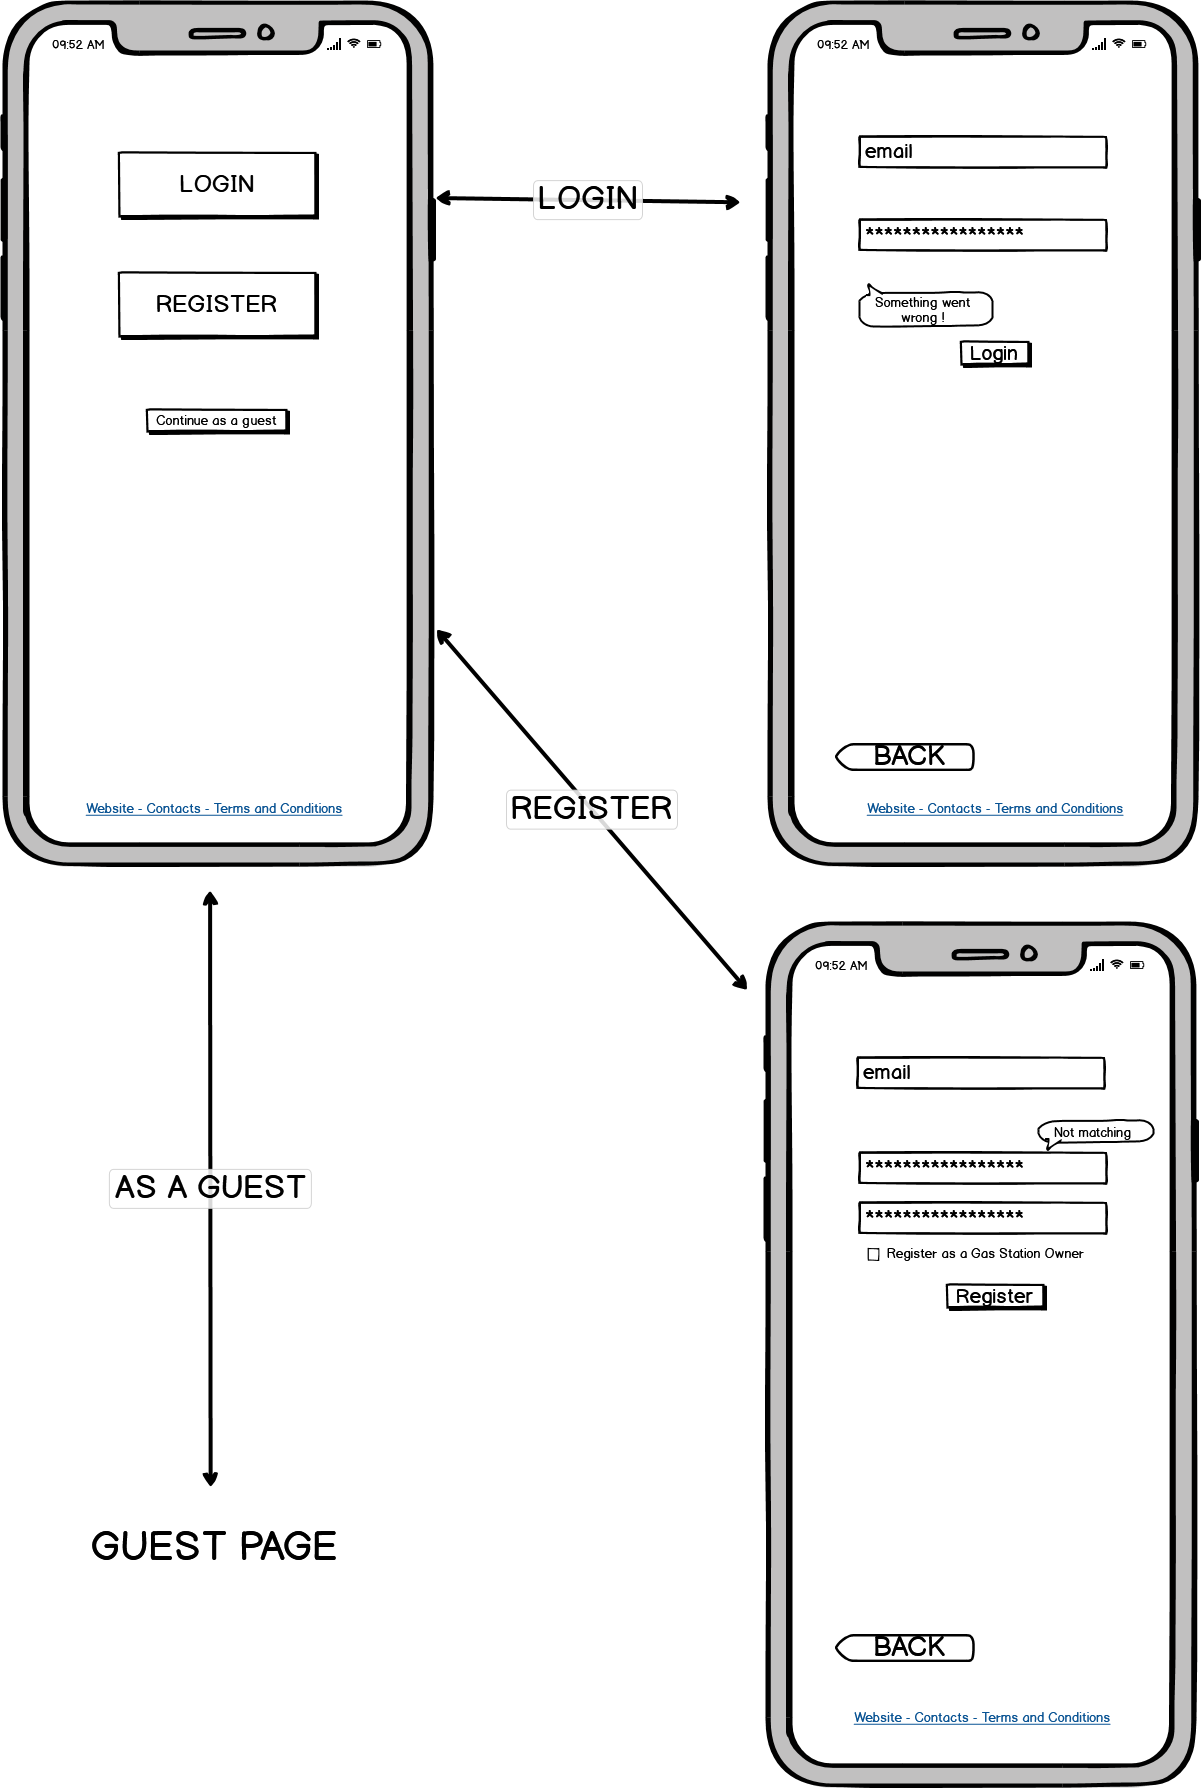 09:52 AM
LOGIN
REGISTER
Continue as a guest
Website - Contacts - Terms and Conditions
LOGIN
09:52 AM
email
*****************
Something went
wrong !
Login
BACK
Website - Contacts - Terms and Conditions
REGISTER
09:52 AM
email
Not matching
*****************
*****************
Register as a Gas Station Owner
Register
BACK
Website - Contacts - Terms and Conditions
AS A GUEST
GUEST PAGE